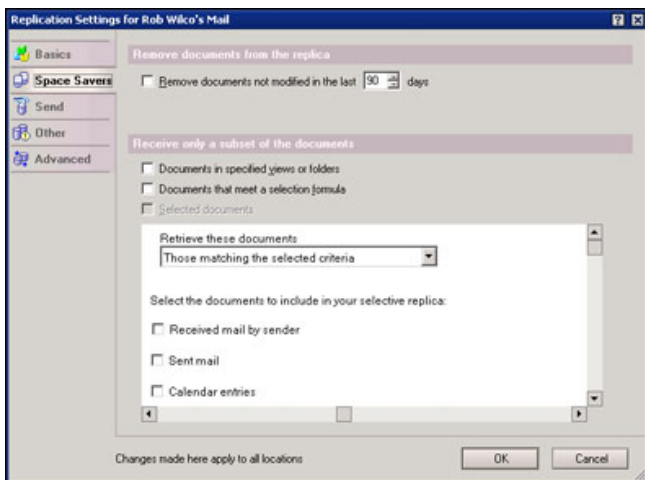 Replication Settings for Rob Wilco's Mail
Basics
Space Savers
Send
Other
Advanced
Remove documents from the replica
Remove documents not modified in the last 90 days
Receive only a subset of the documents
Documents in specified views or folders
Documents that meet a selection formula
Selected documents
Retrieve these documents
Those matching the selected criteria
Select the documents to include in your selective replica:
Received mail by sender
Sent mail
Calendar entries
Changes made here apply to all locations
OK
Cancel